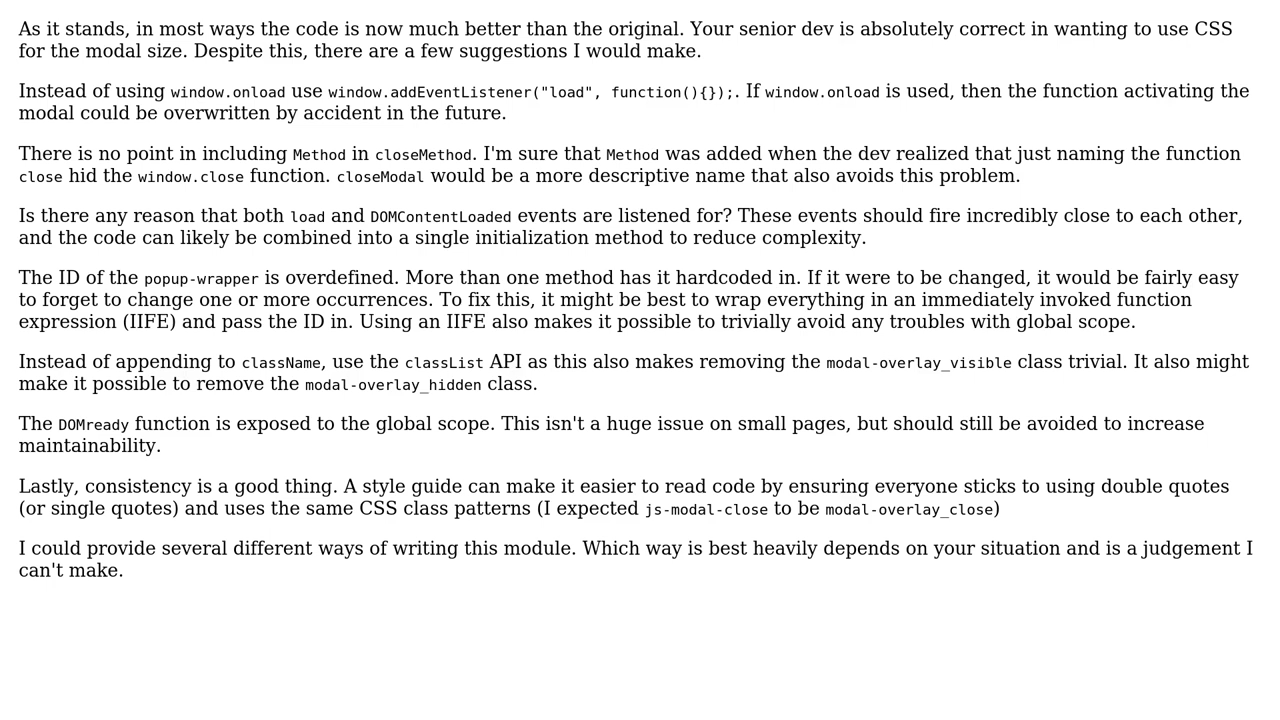 As it stands, in most ways the code is now much better than the original. Your senior dev is absolutely correct in wanting to use CSS
for the modal size. Despite this, there are a few suggestions I would make.
Instead of using window.onload use window.addEventListener("load", function(){});. If window.onload is used, then the function activating the
modal could be overwritten by accident in the future.
There is no point in including Method in closeMethod. I'm sure that Method was added when the dev realized that just naming the function
close hid the window.close function. closeModal would be a more descriptive name that also avoids this problem.
Is there any reason that both load and DOMContentLoaded events are listened for? These events should fire incredibly close to each other,
and the code can likely be combined into a single initialization method to reduce complexity.
The ID of the popup-wrapper is overdefined. More than one method has it hardcoded in. If it were to be changed, it would be fairly easy
to forget to change one or more occurrences. To fix this, it might be best to wrap everything in an immediately invoked function
expression (IIFE) and pass the ID in. Using an IIFE also makes it possible to trivially avoid any troubles with global scope.
Instead of appending to className, use the classList API as this also makes removing the modal-overlay_visible class trivial. It also might
make it possible to remove the modal-overlay_hidden class.
The DOMready function is exposed to the global scope. This isn't a huge issue on small pages, but should still be avoided to increase
maintainability.
Lastly, consistency is a good thing. A style guide can make it easier to read code by ensuring everyone sticks to using double quotes
(or single quotes) and uses the same CSS class patterns (I expected js-modal-close to be modal-overlay_close)
I could provide several different ways of writing this module. Which way is best heavily depends on your situation and is a judgement I
can't make.